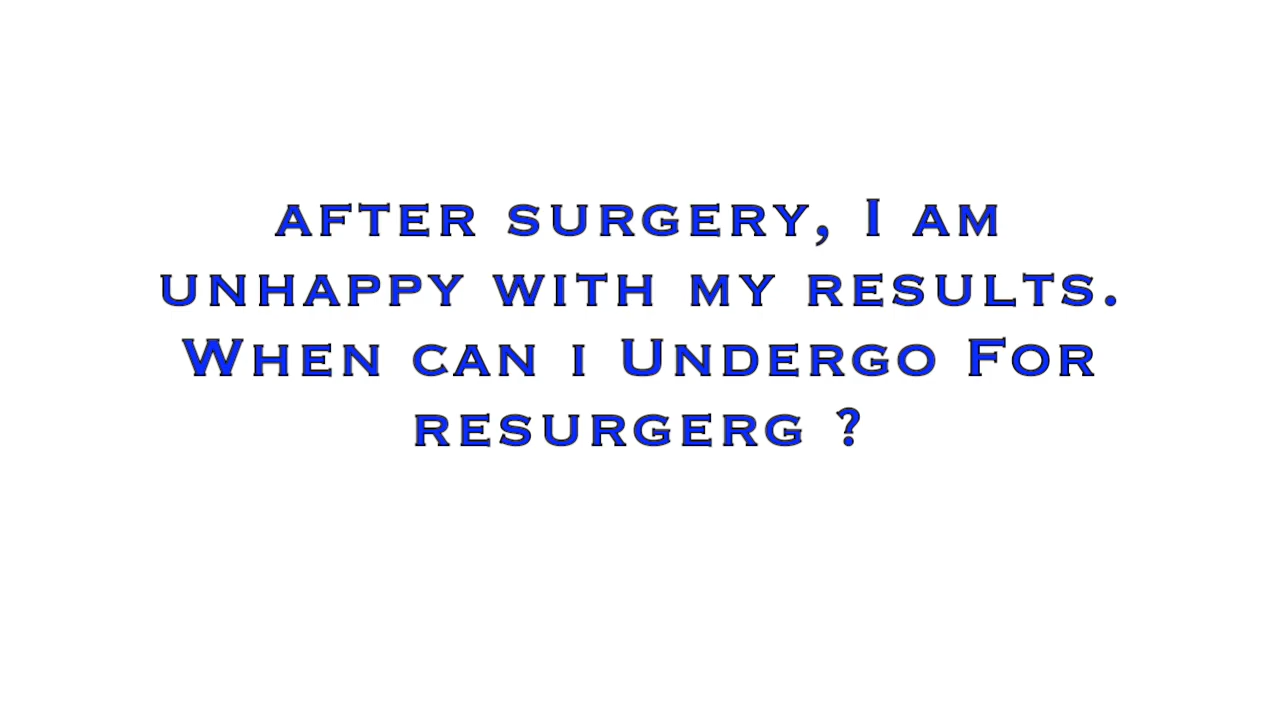 AFTER SURGERY, I AM
UNHAPPY WITH MY RESULTS.
WHEN CAN I UNDERGO FOR
RESURGERG ?